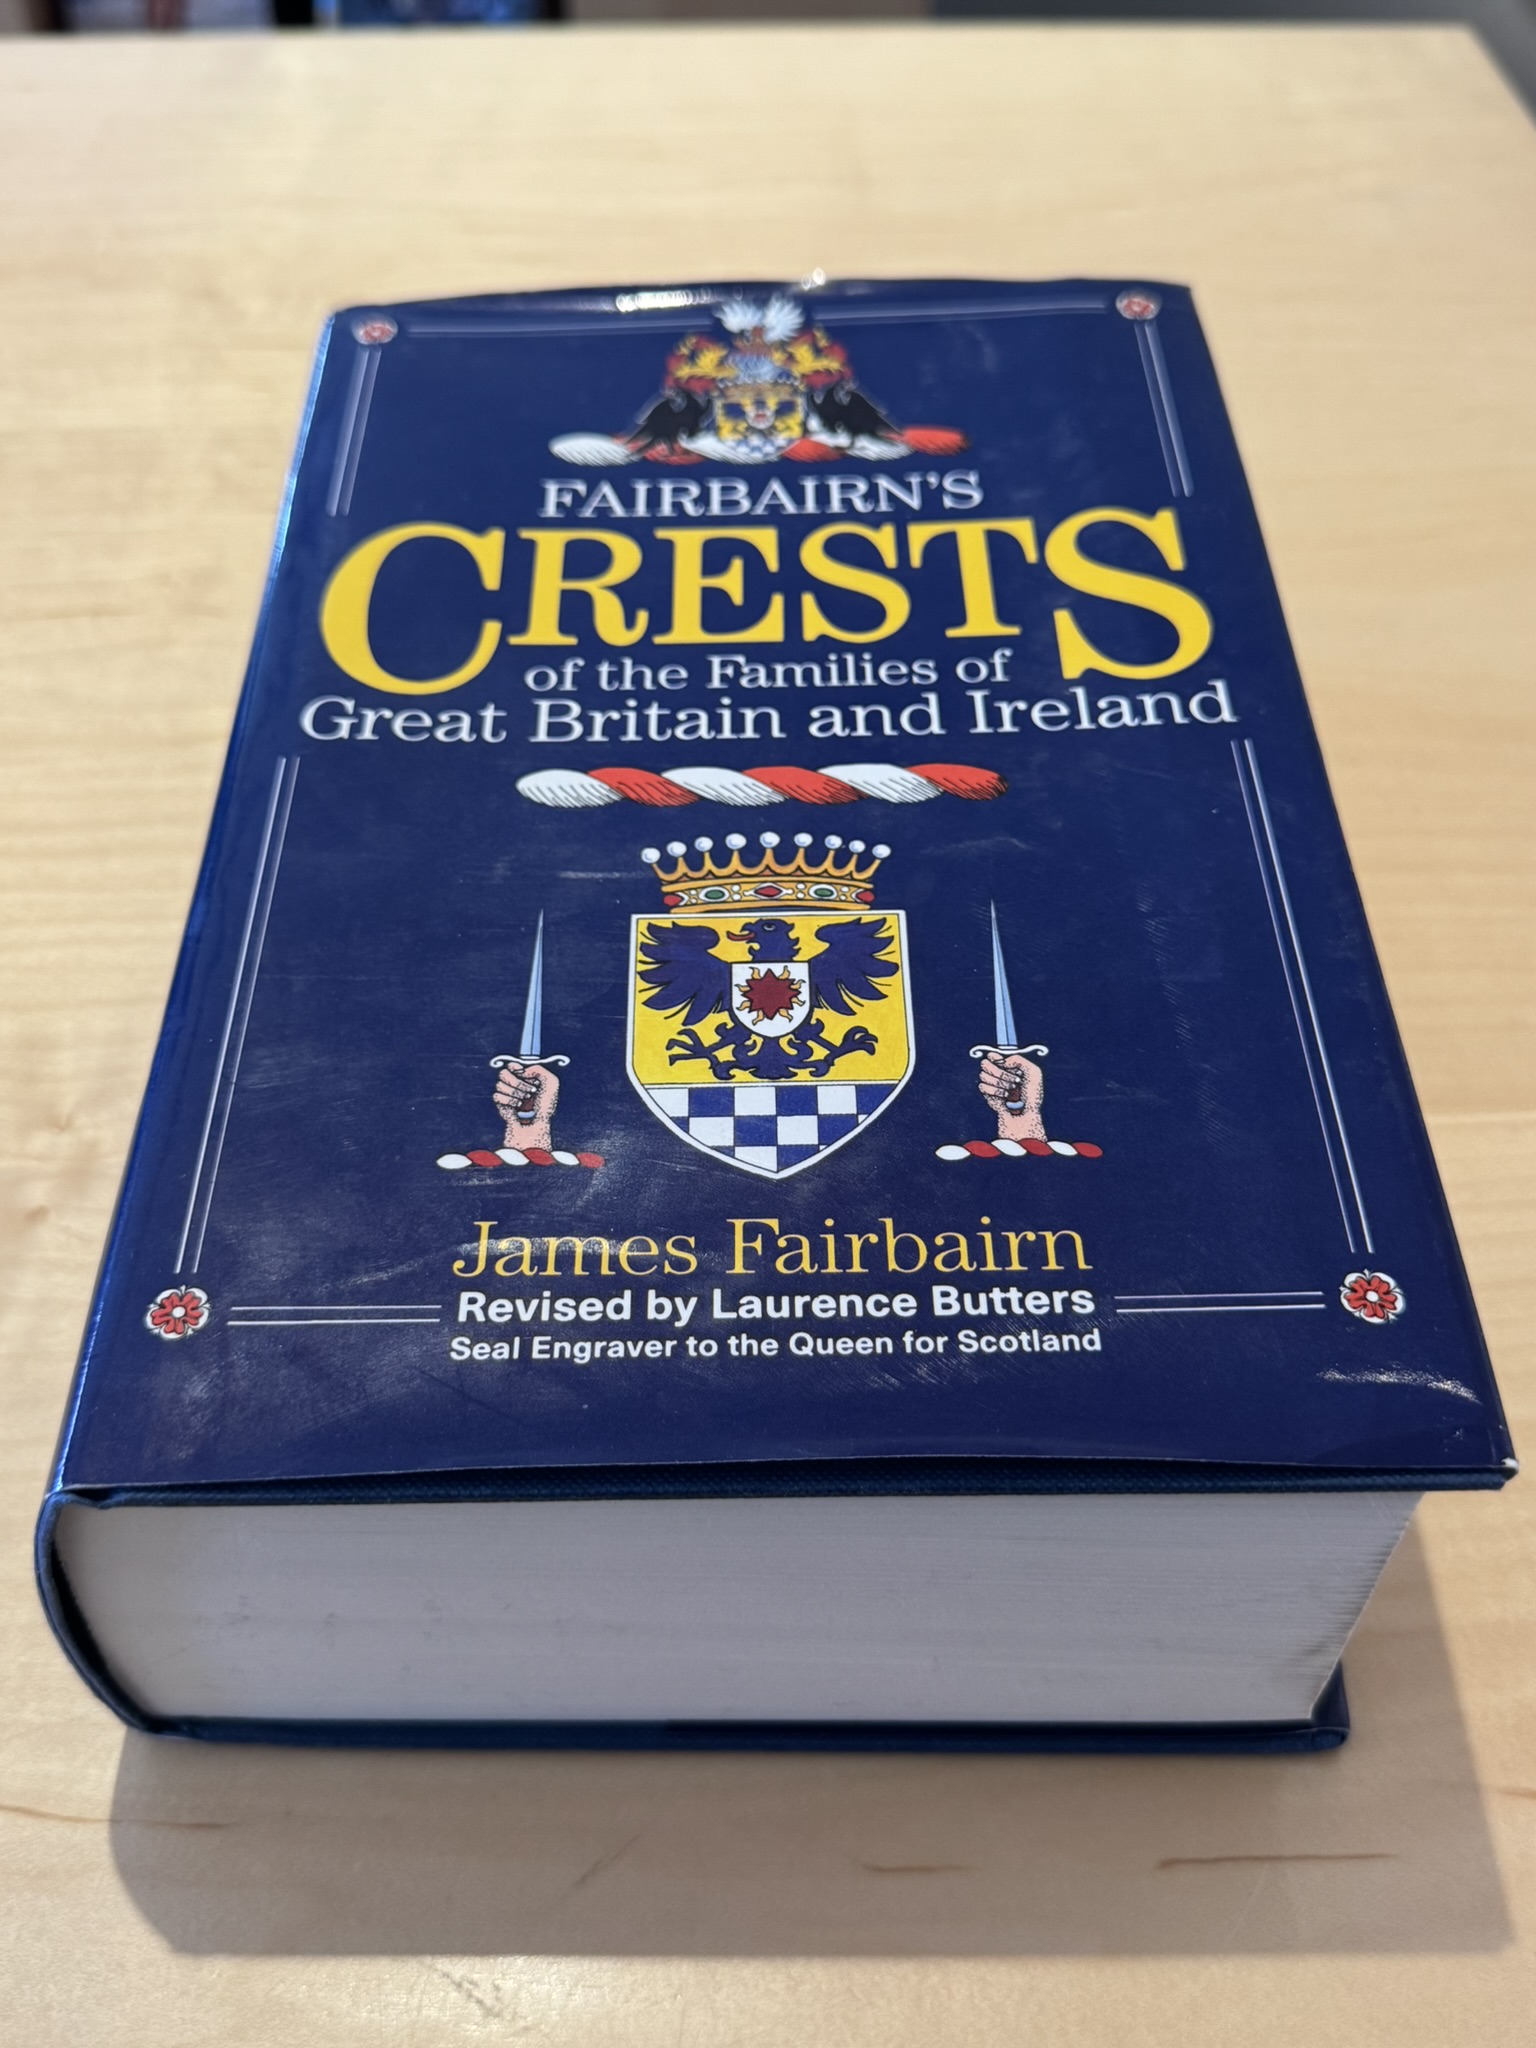 FAIRBAIRN'S
CRESTS
of the Families of
Great Britain and Ireland
James Fairbairn
Revised by Laurence Butters
Seal Engraver to the Queen for Scotland